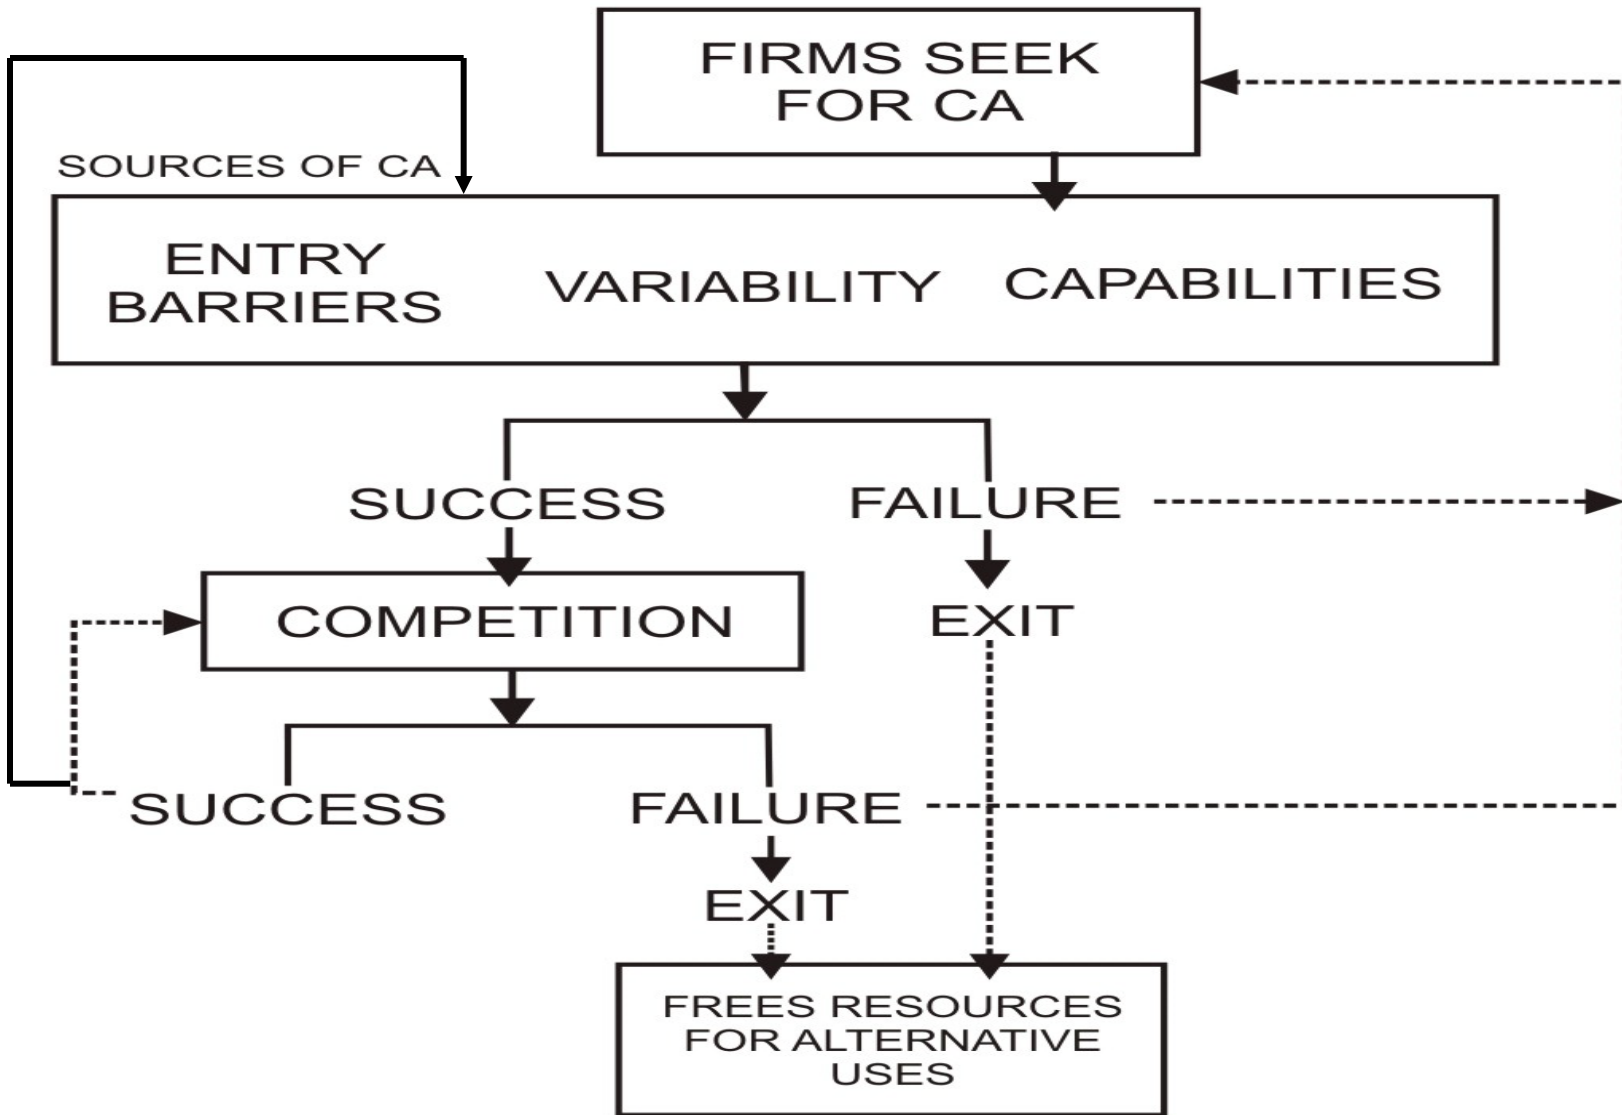 FIRMS SEEK
FOR CA
SOURCES OF CA
ENTRY
BARRIERS
VARIABILITY
CAPABILITIES
SUCCESS
FAILURE
COMPETITION
EXIT
SUCCESS
FAILURE
EXIT
FREES RESOURCES
FOR ALTERNATIVE
USES